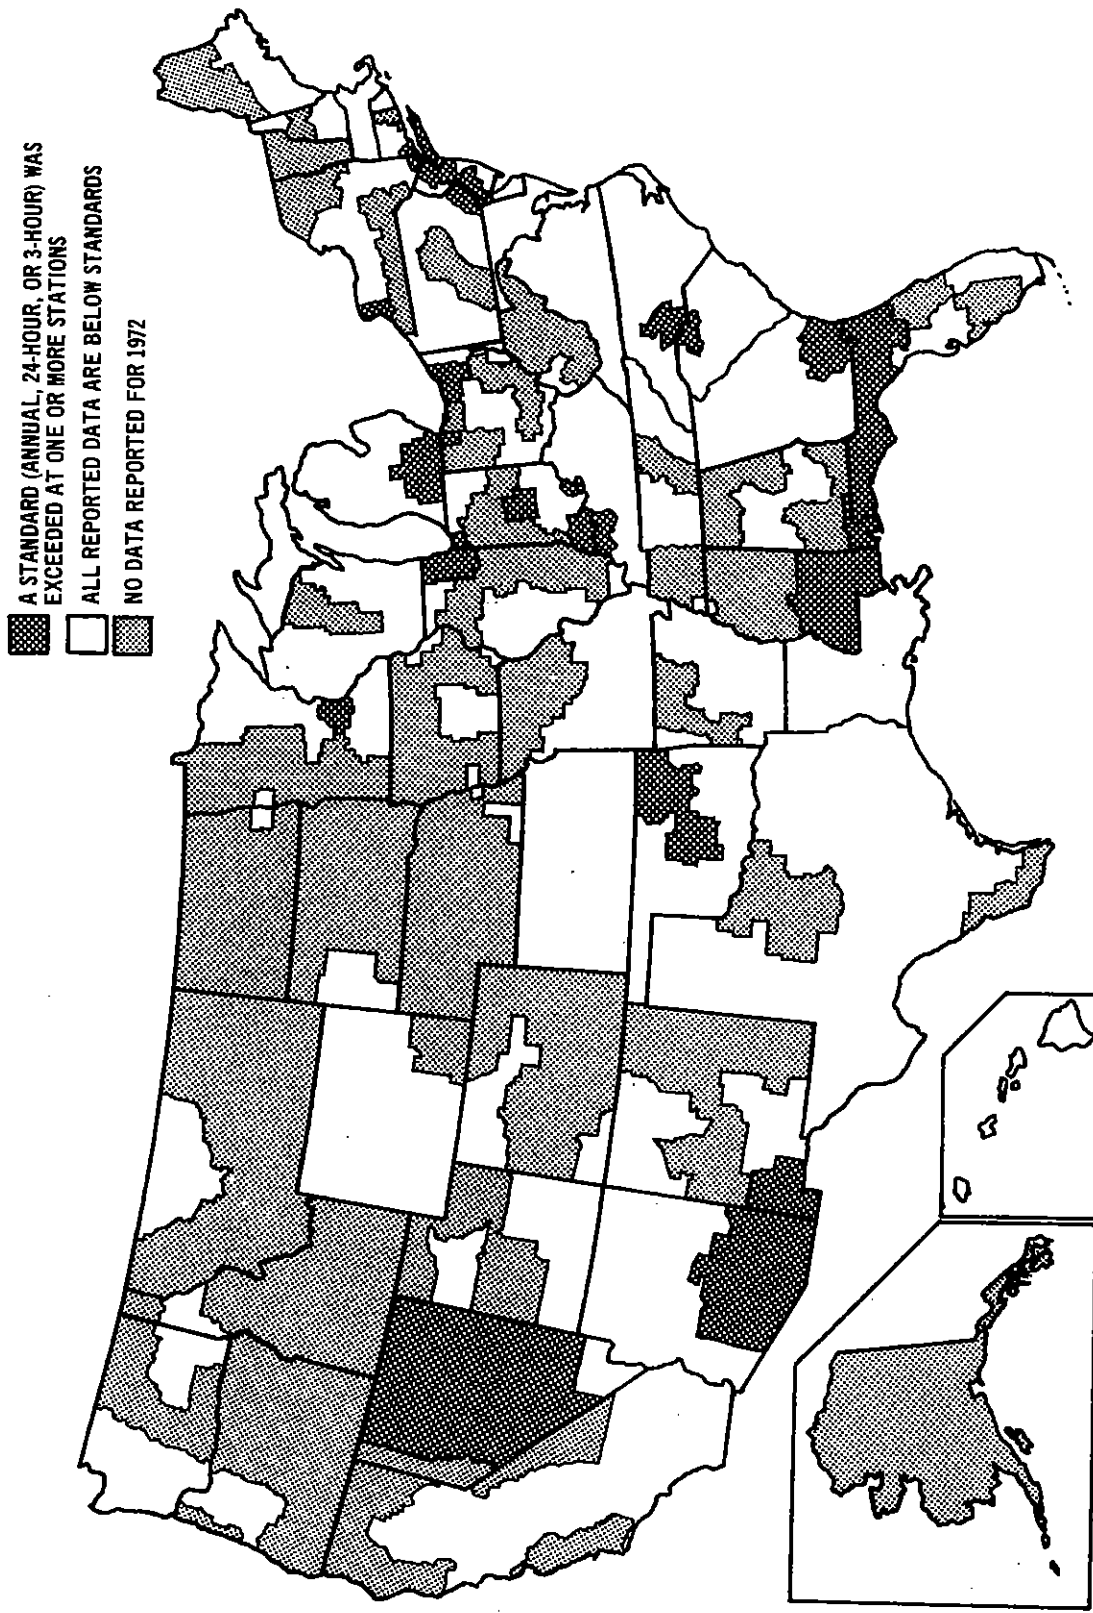 A STANDARD (ANNUAL, 24-HOUR, OR 3-HOUR) WAS
EXCEEDED AT ONE OR MORE STATIONS
ALL REPORTED DATA ARE BELOW STANDARDS
NO DATA REPORTED FOR 1972